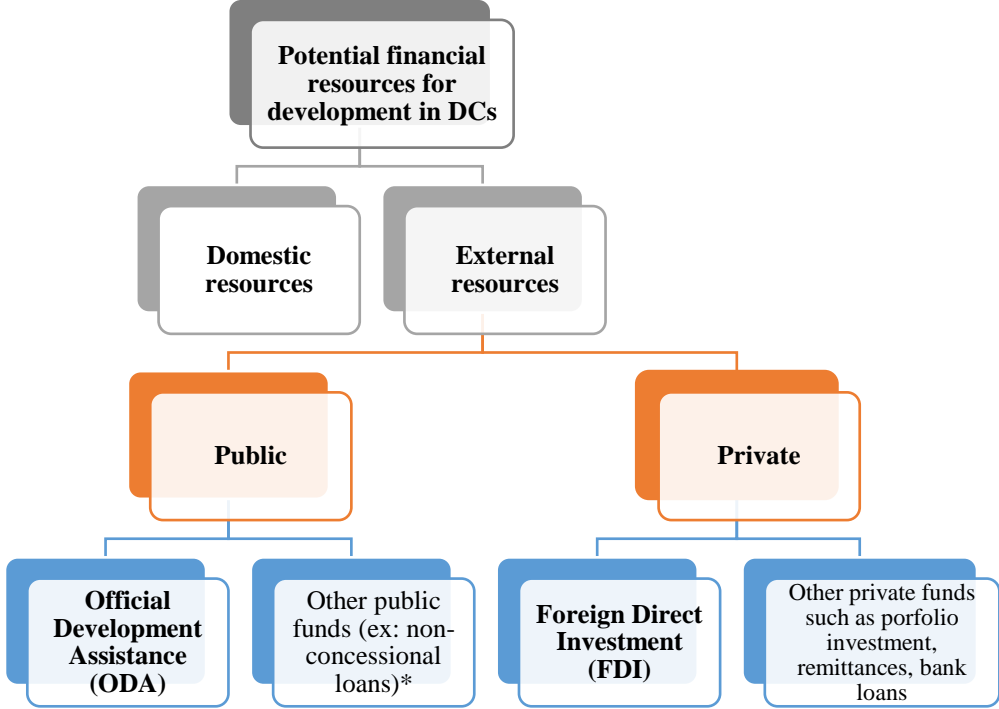 Potential financial
resources for
development in DCs
Domestic
resources
External
resources
Public
Private
Official
Development
Assistance
(ODA)
Other public
funds (ex: non-
concessional
loans)*
Foreign Direct
Investment
(FDI)
Other private funds
such as porfolio
investment,
remittances, bank
loans